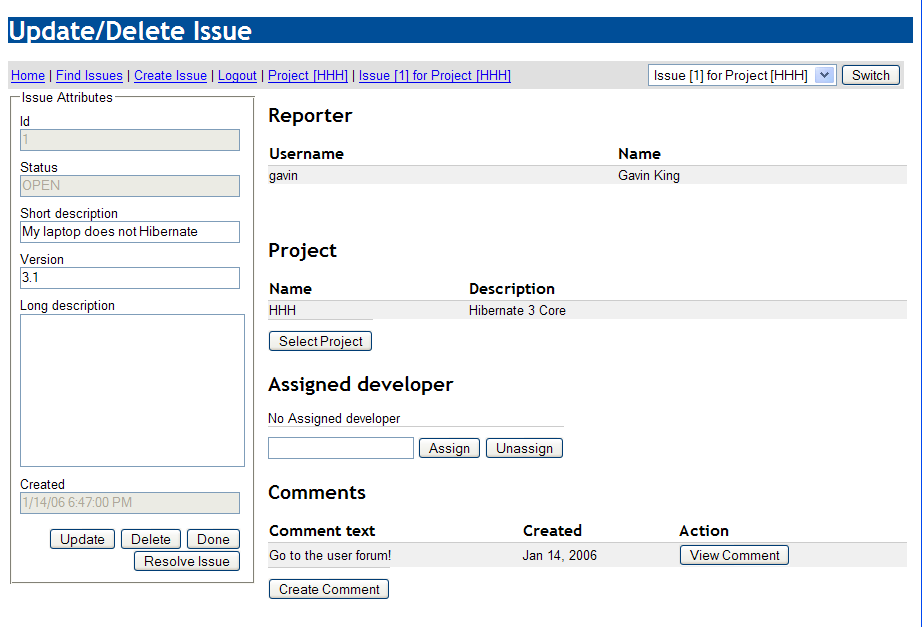 Update/Delete Issue
Home | Find Issues | Create Issue | Logout | Project [HHH] | Issue [1] for Project [HHH]
Issue [1] for Project [HHH] Switch
Issue Attributes
Id
1
Status
OPEN
Short description
My laptop does not Hibernate
Version
3.1
Long description
Created
1/14/06 6:47:00 PM
Update Delete Done
Resolve Issue
Reporter
Username Name
gavin Gavin King
Project
Name Description
HHH Hibernate 3 Core
Select Project
Assigned developer
No Assigned developer
Assign Unassign
Comments
Comment text Created Action
Go to the user forum! Jan 14, 2006 View Comment
Create Comment